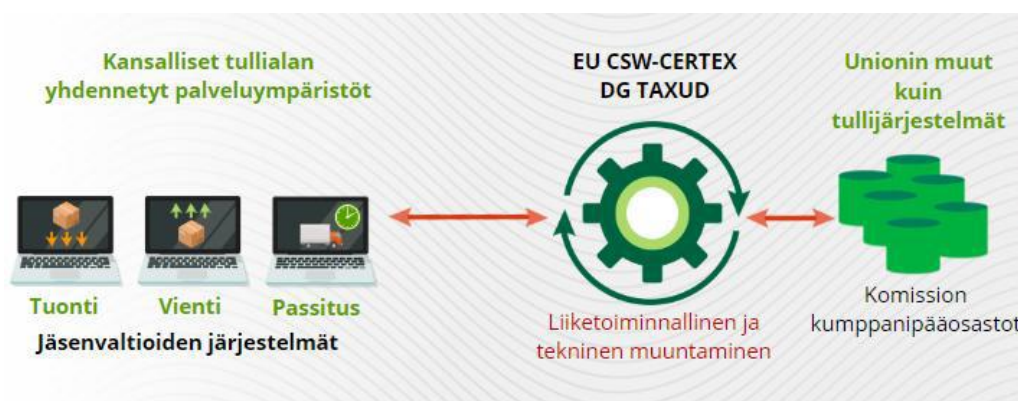 Kansalliset tullialan
yhdennetyt palveluympäristöt
EU CSW-CERTEX
DG TAXUD
Unionin muut
kuin
tullijärjestelmät
Tuonti
Vienti
Passitus
Jäsenvaltioiden järjestelmät
Liiketoiminnallinen ja
tekninen muuntaminen
Komission
kumppanipääosastot